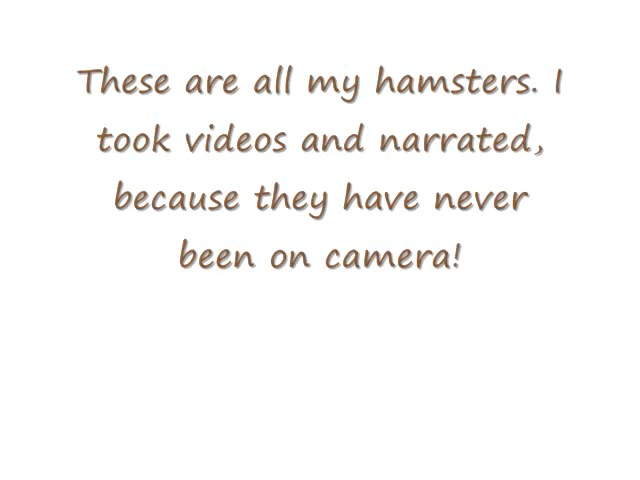 These are all my hamsters. I
took videos and narrated,
because they have never
been on camera!